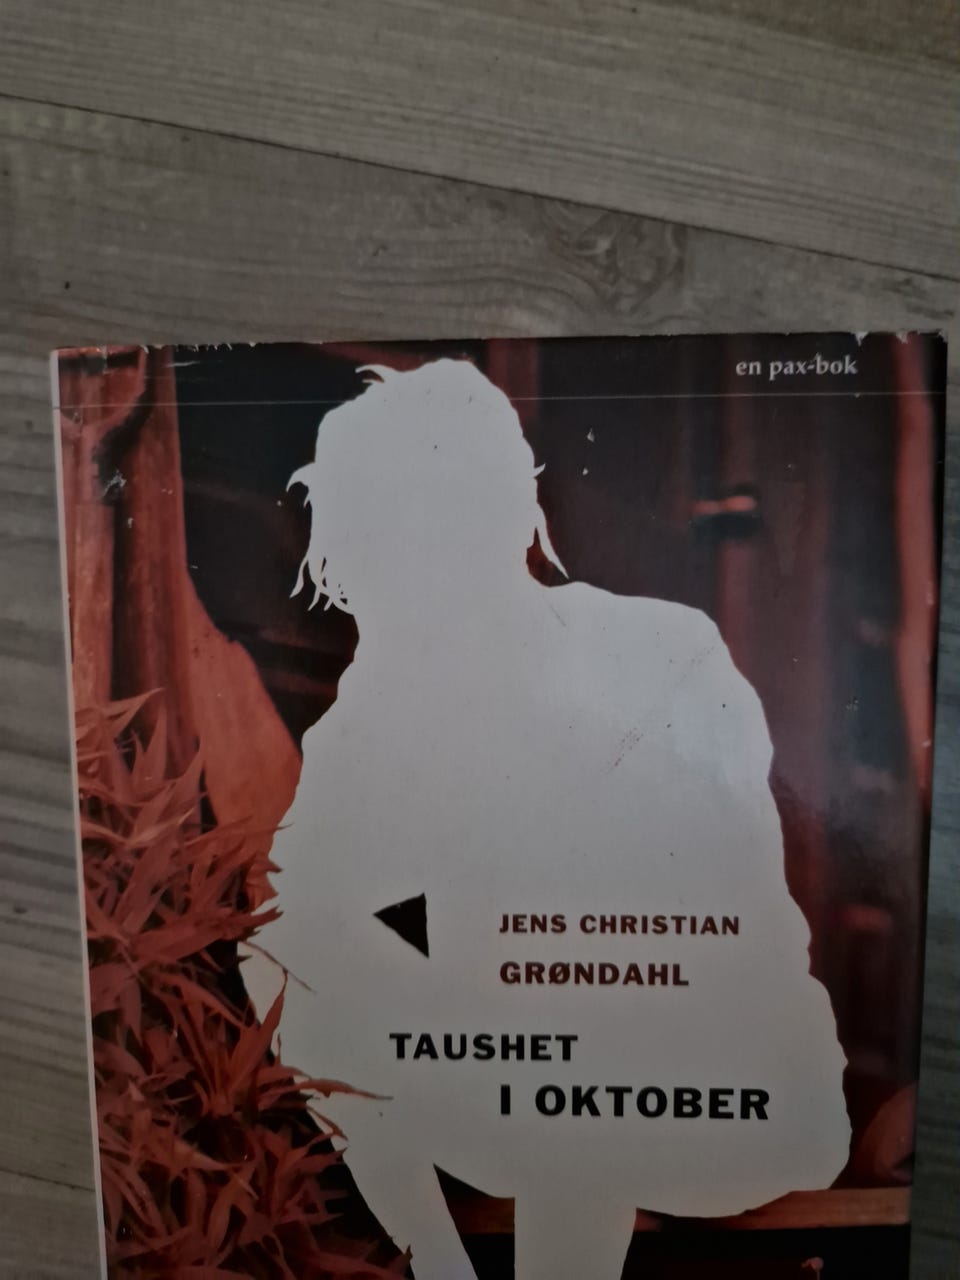 en pax-bok
JENS CHRISTIAN
GRØNDAHL
TAUSHET
I OKTOBER